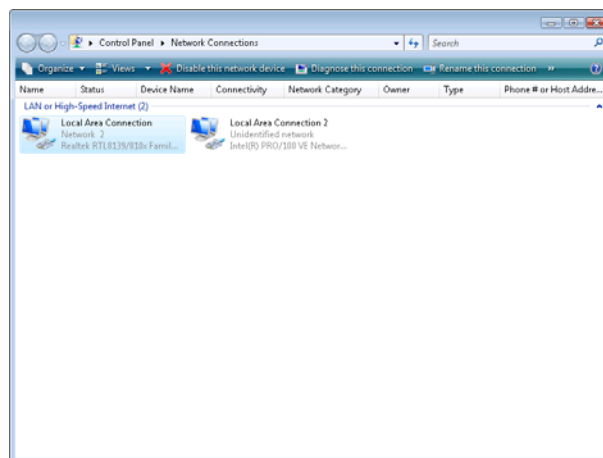 Control Panel ▸ Network Connections
Search
Organize Views Disable this network device Diagnose this connection Rename this connection »
Name Status Device Name Connectivity Network Category Owner Type Phone # or Host Addre...
LAN or High-Speed Internet (2)
Local Area Connection
Network 2
Realtek RTL8139/810x Famil...
Local Area Connection 2
Unidentified network
Intel(R) PRO/100 VE Networ...